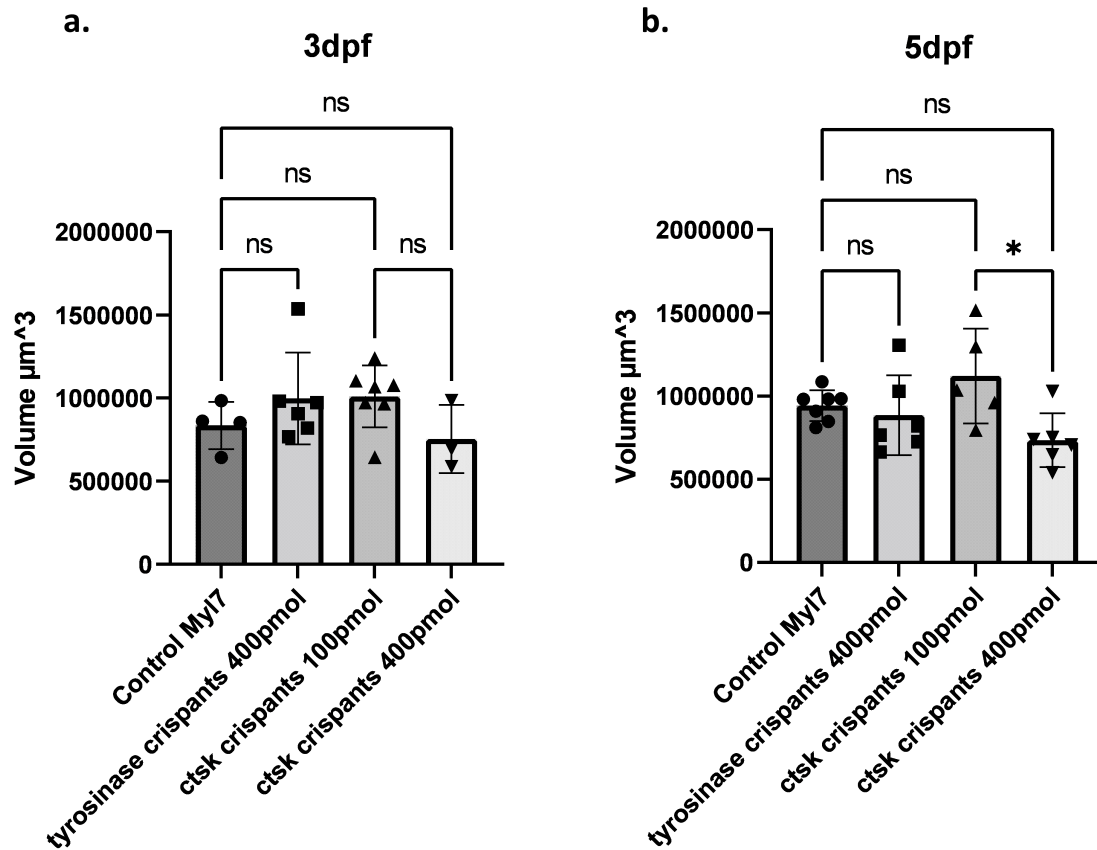 a.
3dpf
ns
ns
ns
ns
2000000
1500000
1000000
500000
0
Volume µm^3
Control Myl7
tyrosinase crispants 400pmol
ctsk crispants 100pmol
ctsk crispants 400pmol
b.
5dpf
ns
ns
ns
*
2000000
1500000
1000000
500000
0
Volume µm^3
Control Myl7
tyrosinase crispants 400pmol
ctsk crispants 100pmol
ctsk crispants 400pmol